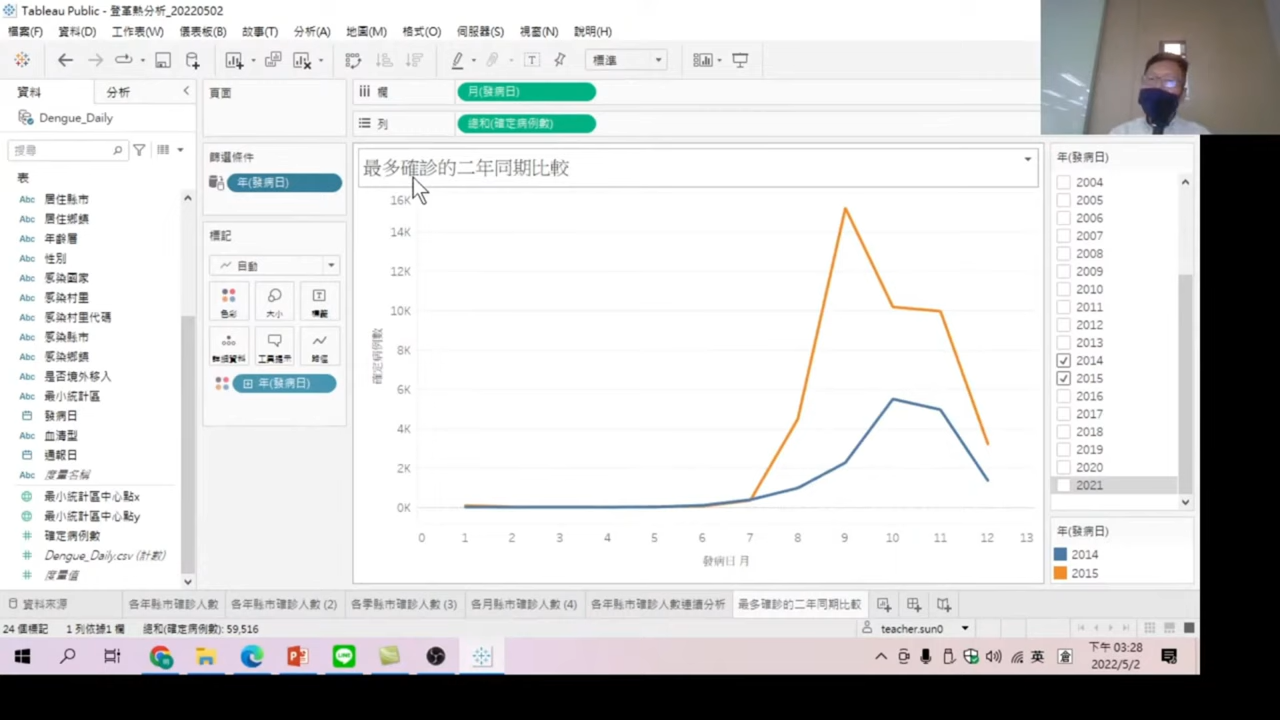 Tableau Public - 登革熱分析_20220502
檔案(F) 資料(D) 工作表(W) 儀表板(B) 故事(T) 分析(A) 地圖(M) 格式(O) 伺服器(S) 視窗(N) 說明(H)
標準
資料 分析
Dengue_Daily
搜尋
表
Abc 居住縣市
Abc 居住鄉鎮
Abc 年齡層
Abc 性別
Abc 感染國家
Abc 感染村里
Abc 感染村里代碼
Abc 感染縣市
Abc 感染鄉鎮
Abc 是否境外移入
Abc 最小統計區
發病日
Abc 血清型
通報日
Abc 度量名稱
最小統計區中心點x
最小統計區中心點y
# 確定病例數
# Dengue_Daily.csv (計數)
# 度量值
頁面
篩選條件
年(發病日)
標記
自動
色彩 大小 標籤
詳細資料 工具提示 路徑
年(發病日)
欄 月(發病日)
列 總和(確定病例數)
最多確診的二年同期比較
16K
14K
12K
10K
8K
6K
4K
2K
0K
確定病例數
0 1 2 3 4 5 6 7 8 9 10 11 12 13
發病日 月
年(發病日)
2004
2005
2006
2007
2008
2009
2010
2011
2012
2013
2014
2015
2016
2017
2018
2019
2020
2021
年(發病日)
2014
2015
資料來源 各年縣市確診人數 各年縣市確診人數 (2) 各季縣市確診人數 (3) 各月縣市確診人數 (4) 各年縣市確診人數連續分析 最多確診的二年同期比較
24 個標記 1 列依據1 欄 總和(確定病例數): 59,516 teacher.sun0
英
下午 03:28
2022/5/2